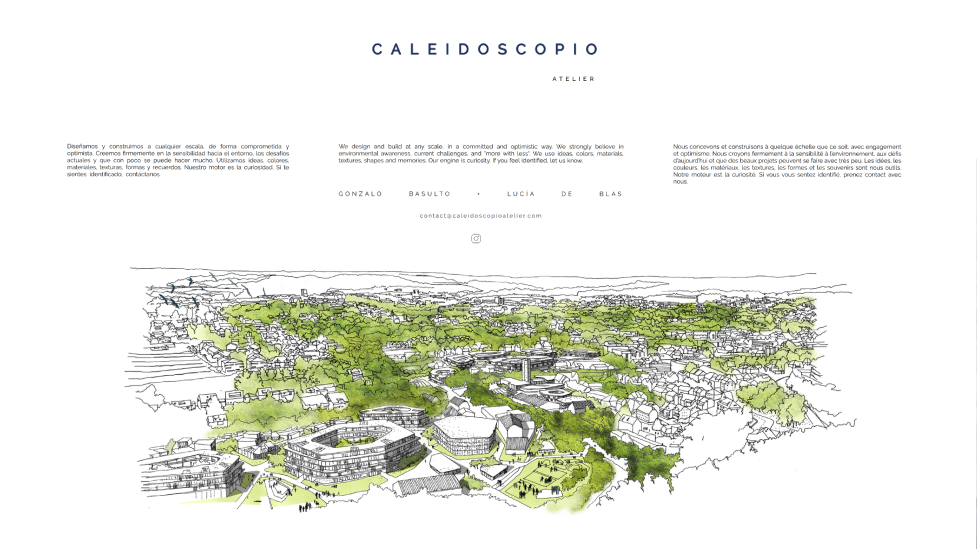 CALEIDOSCOPIO
ATELIER
Diseñamos y construimos a cualquier escala, de forma comprometida y
optimista. Creemos firmemente en la sensibilidad hacia el entorno, los desafíos
actuales y que con poco se puede hacer mucho. Utilizamos ideas, colores,
materiales, texturas, formas y recuerdos. Nuestro motor es la curiosidad. Si te
sientes identificado, contáctanos.
We design and build at any scale, in a committed and optimistic way. We strongly believe in
environmental awareness, current challenges, and "more with less". We use ideas, colors, materials,
textures, shapes and memories. Our engine is curiosity. If you feel identified, let us know.
GONZALO BASULTO • LUCÍA DE BLAS
contact@caleidoscopioatelier.com
Nous concevons et construisons à quelque échelle que ce soit, avec engagement
et optimisme. Nous croyons fermement à la sensibilité à l'environnement, aux défis
d'aujourd'hui et que des beaux projets peuvent se faire avec très peu. Les idées, les
couleurs, les matériaux, les textures, les formes et les souvenirs sont nous outils.
Notre moteur est la curiosité. Si vous vous sentez identifié, prenez contact avec
nous.